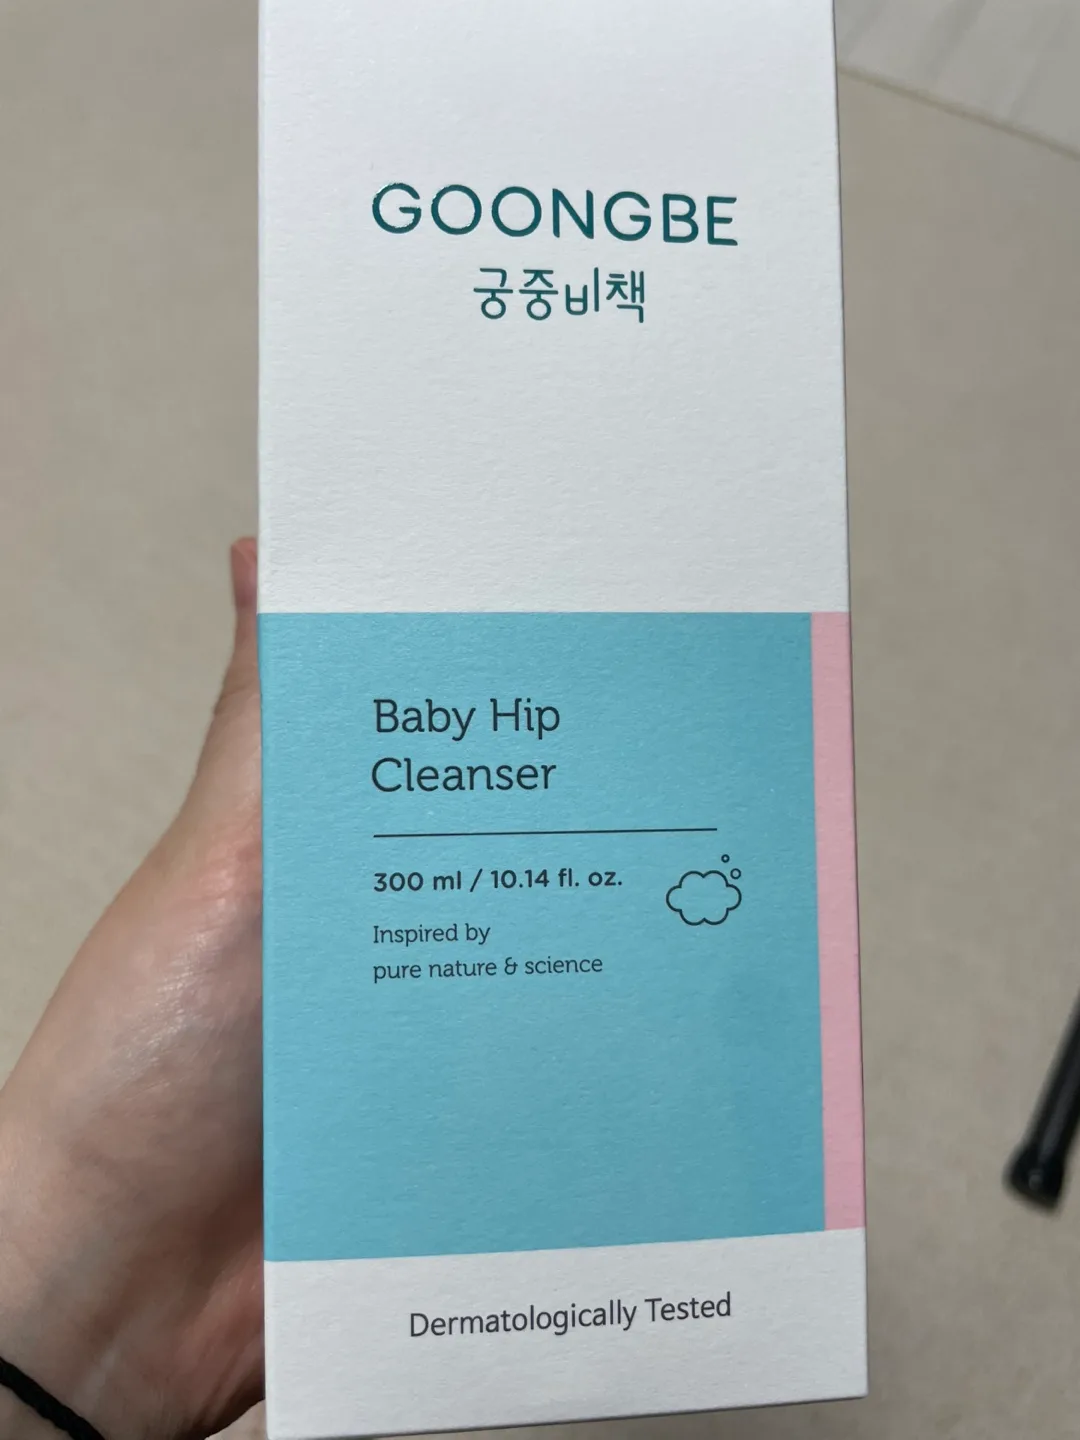 GOONGBE
궁중비책
Baby Hip
Cleanser
300 ml / 10.14 fl. oz.
Inspired by
pure nature & science
Dermatologically Tested